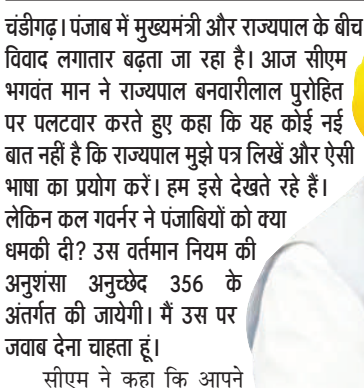 चंडीगढ़। पंजाब में मुख्यमंत्री और राज्यपाल के बीच
विवाद लगातार बढ़ता जा रहा है। आज सीएम
भगवंत मान ने राज्यपाल बनवारीलाल पुरोहित
पर पलटवार करते हुए कहा कि यह कोई नई
बात नहीं है कि राज्यपाल मुझे पत्र लिखें और ऐसी
भाषा का प्रयोग करें। हम इसे देखते रहे हैं।
लेकिन कल गवर्नर ने पंजाबियों को क्या
धमकी दी? उस वर्तमान नियम की
अनुशंसा अनुच्छेद 356 के
अंतर्गत की जायेगी। मैं उस पर
जवाब देना चाहता हूं।
सीएम ने कहा कि आपने